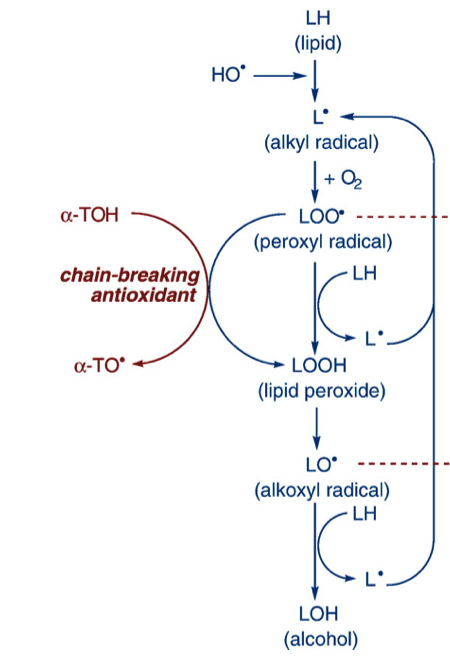 LH
(lipid)
HO•
L•
(alkyl radical)
+ O₂
α-TOH
LOO•
(peroxyl radical)
LH
chain-breaking
antioxidant
L•
α-TO•
LOOH
(lipid peroxide)
LO•
(alkoxyl radical)
LH
L•
LOH
(alcohol)